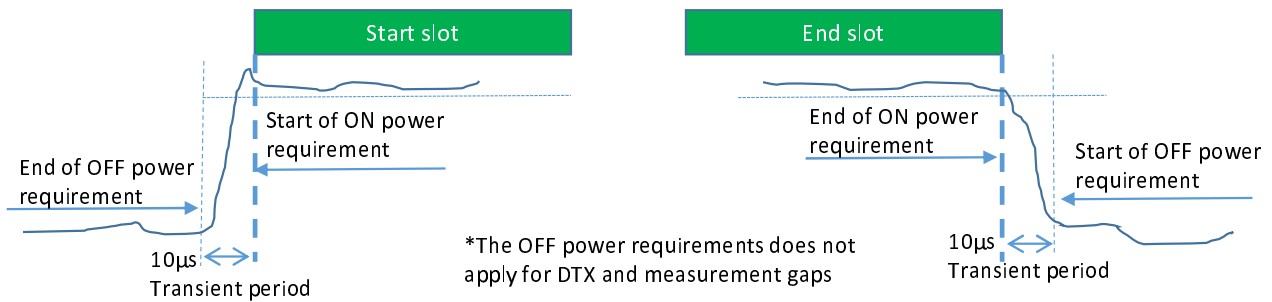 Start slot
End slot
Start of ON power
requirement
End of OFF power
requirement
10µs
Transient period
*The OFF power requirements does not
apply for DTX and measurement gaps
End of ON power
requirement
Start of OFF power
requirement
10µs
Transient period